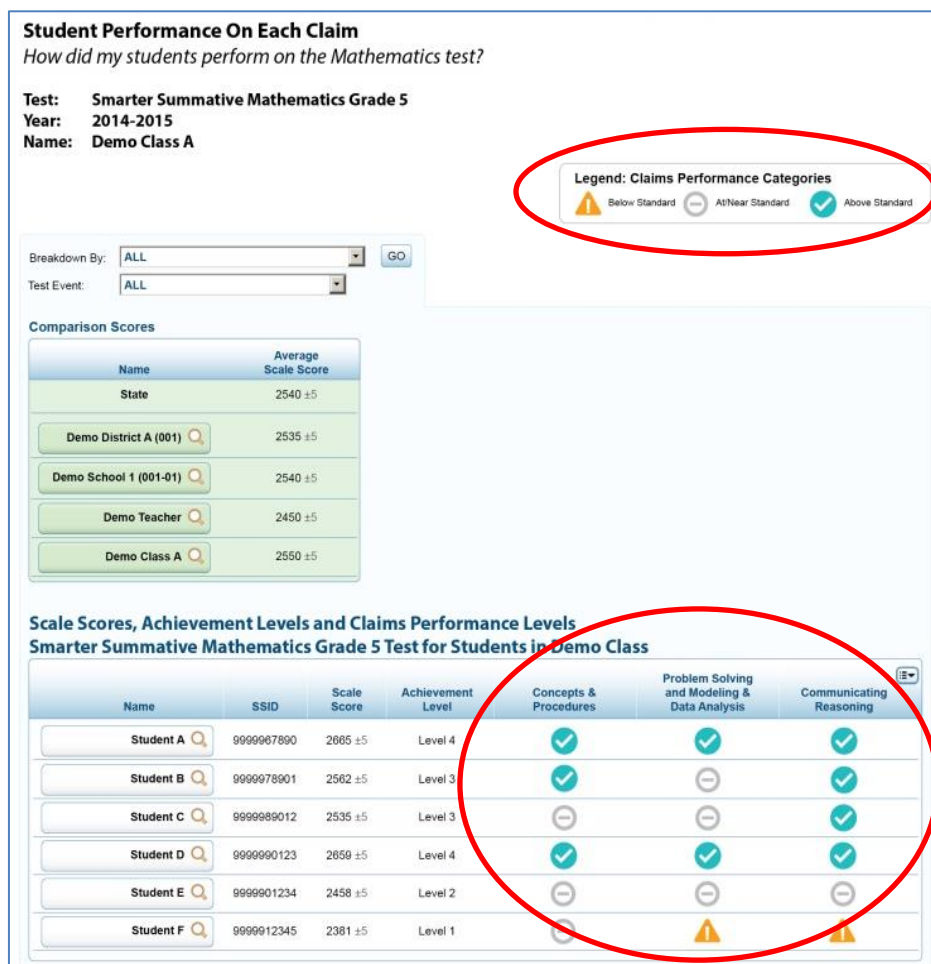 Student Performance On Each Claim
How did my students perform on the Mathematics test?
Test: Smarter Summative Mathematics Grade 5
Year: 2014-2015
Name: Demo Class A
Legend: Claims Performance Categories
Below Standard At/Near Standard Above Standard
Breakdown By: ALL GO
Test Event: ALL
Comparison Scores
Name Average Scale Score
State 2540 ±5
Demo District A (001) 2535 ±5
Demo School 1 (001-01) 2540 ±5
Demo Teacher 2450 ±5
Demo Class A 2550 ±5
Scale Scores, Achievement Levels and Claims Performance Levels
Smarter Summative Mathematics Grade 5 Test for Students in Demo Class
Name SSID Scale Score Achievement Level Concepts & Procedures Problem Solving and Modeling & Data Analysis Communicating Reasoning
Student A 9999967890 2665 ±5 Level 4
Student B 9999978901 2562 ±5 Level 3
Student C 9999989012 2535 ±5 Level 3
Student D 9999990123 2659 ±5 Level 4
Student E 9999901234 2458 ±5 Level 2
Student F 9999912345 2381 ±5 Level 1